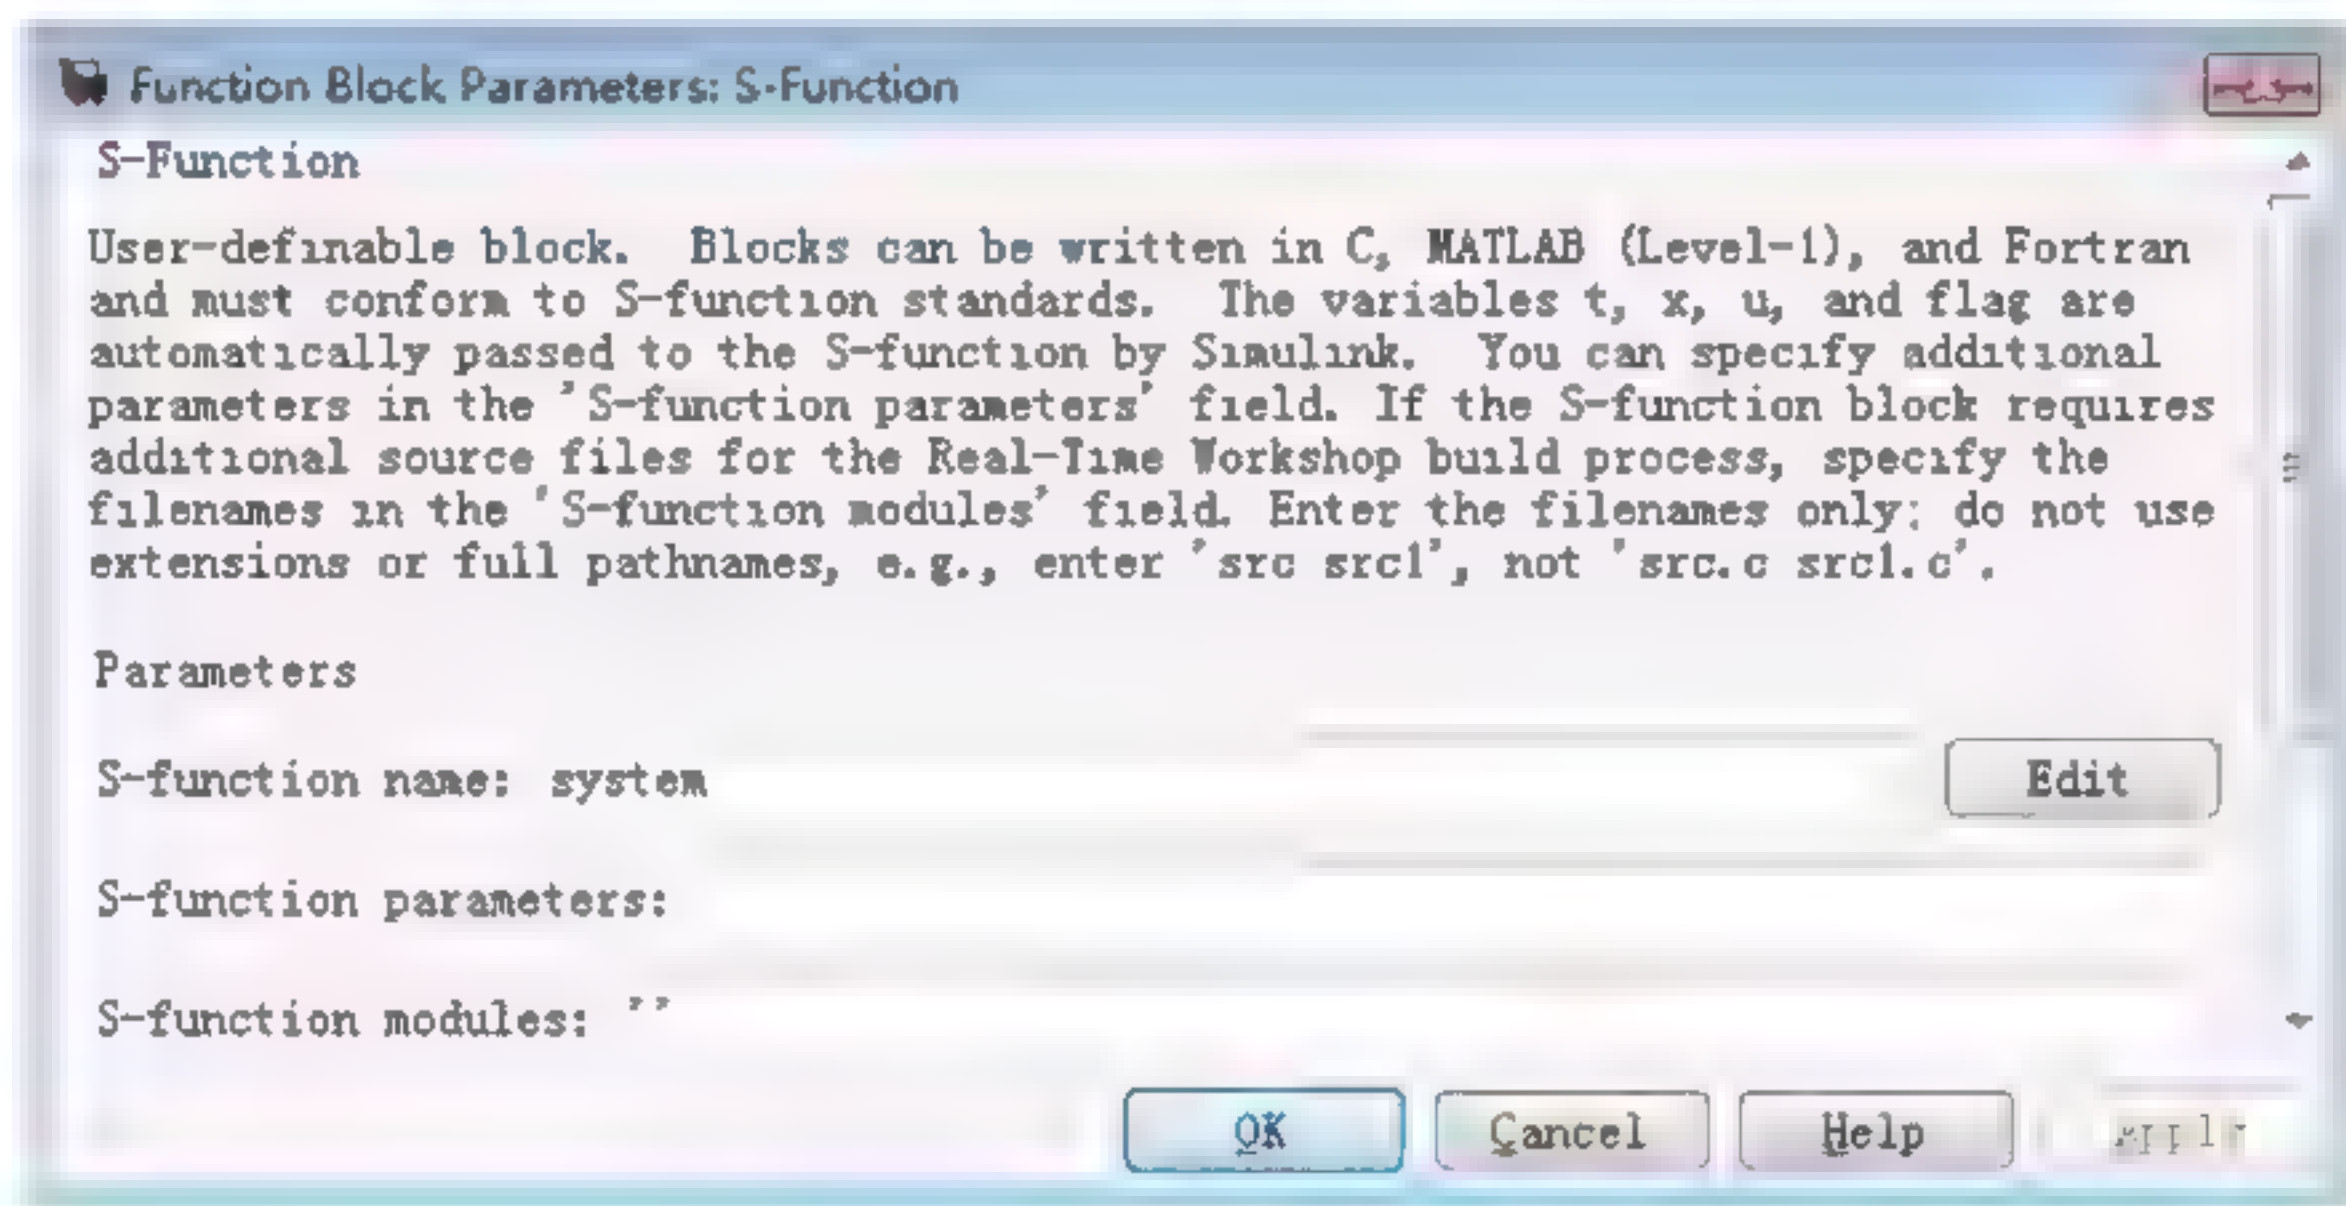 Function Block Parameters: S-Function
S-Function
User-definable block.  Blocks can be written in C, MATLAB (Level-1), and Fortran
and must conform to S-function standards.  The variables t, x, u, and flag are
automatically passed to the S-function by Simulink.  You can specify additional
parameters in the 'S-function parameters' field. If the S-function block requires
additional source files for the Real-Time Workshop build process, specify the
filenames in the 'S-function modules' field. Enter the filenames only; do not use
extensions or full pathnames, e.g., enter 'src src1', not 'src.c src1.c'.
Parameters
S-function name: system
Edit
S-function parameters:
S-function modules: ''
OK Cancel Help Apply